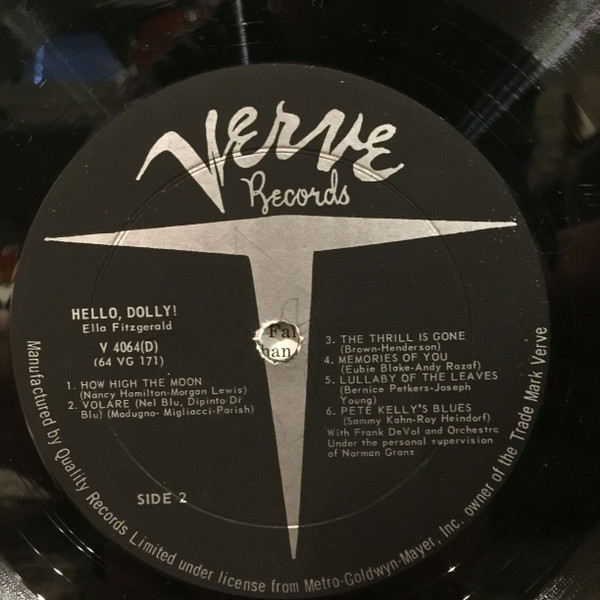 Verve
Records
HELLO, DOLLY!
Ella Fitzgerald
V 4064(D)
(64 VG 171)
1. HOW HIGH THE MOON
(Nancy Hamilton-Morgan Lewis)
2. VOLARE (Nel Blu, Dipinto Di
Blu) (Modugno- Migliacci-Parish)
SIDE 2
3. THE THRILL IS GONE
(Brown-Henderson)
4. MEMORIES OF YOU
(Eubie Blake-Andy Razaf)
5. LULLABY OF THE LEAVES
(Bernice Petkers-Joseph
Young)
6. PETE KELLY'S BLUES
(Sammy Kahn-Roy Heindorf)
With Frank DeVol and Orchestra
Under the personal supervision
of Norman Granz
Manufactured by Quality Records Limited under license from Metro-Goldwyn-Mayer, Inc. owner of the Trade Mark Verve